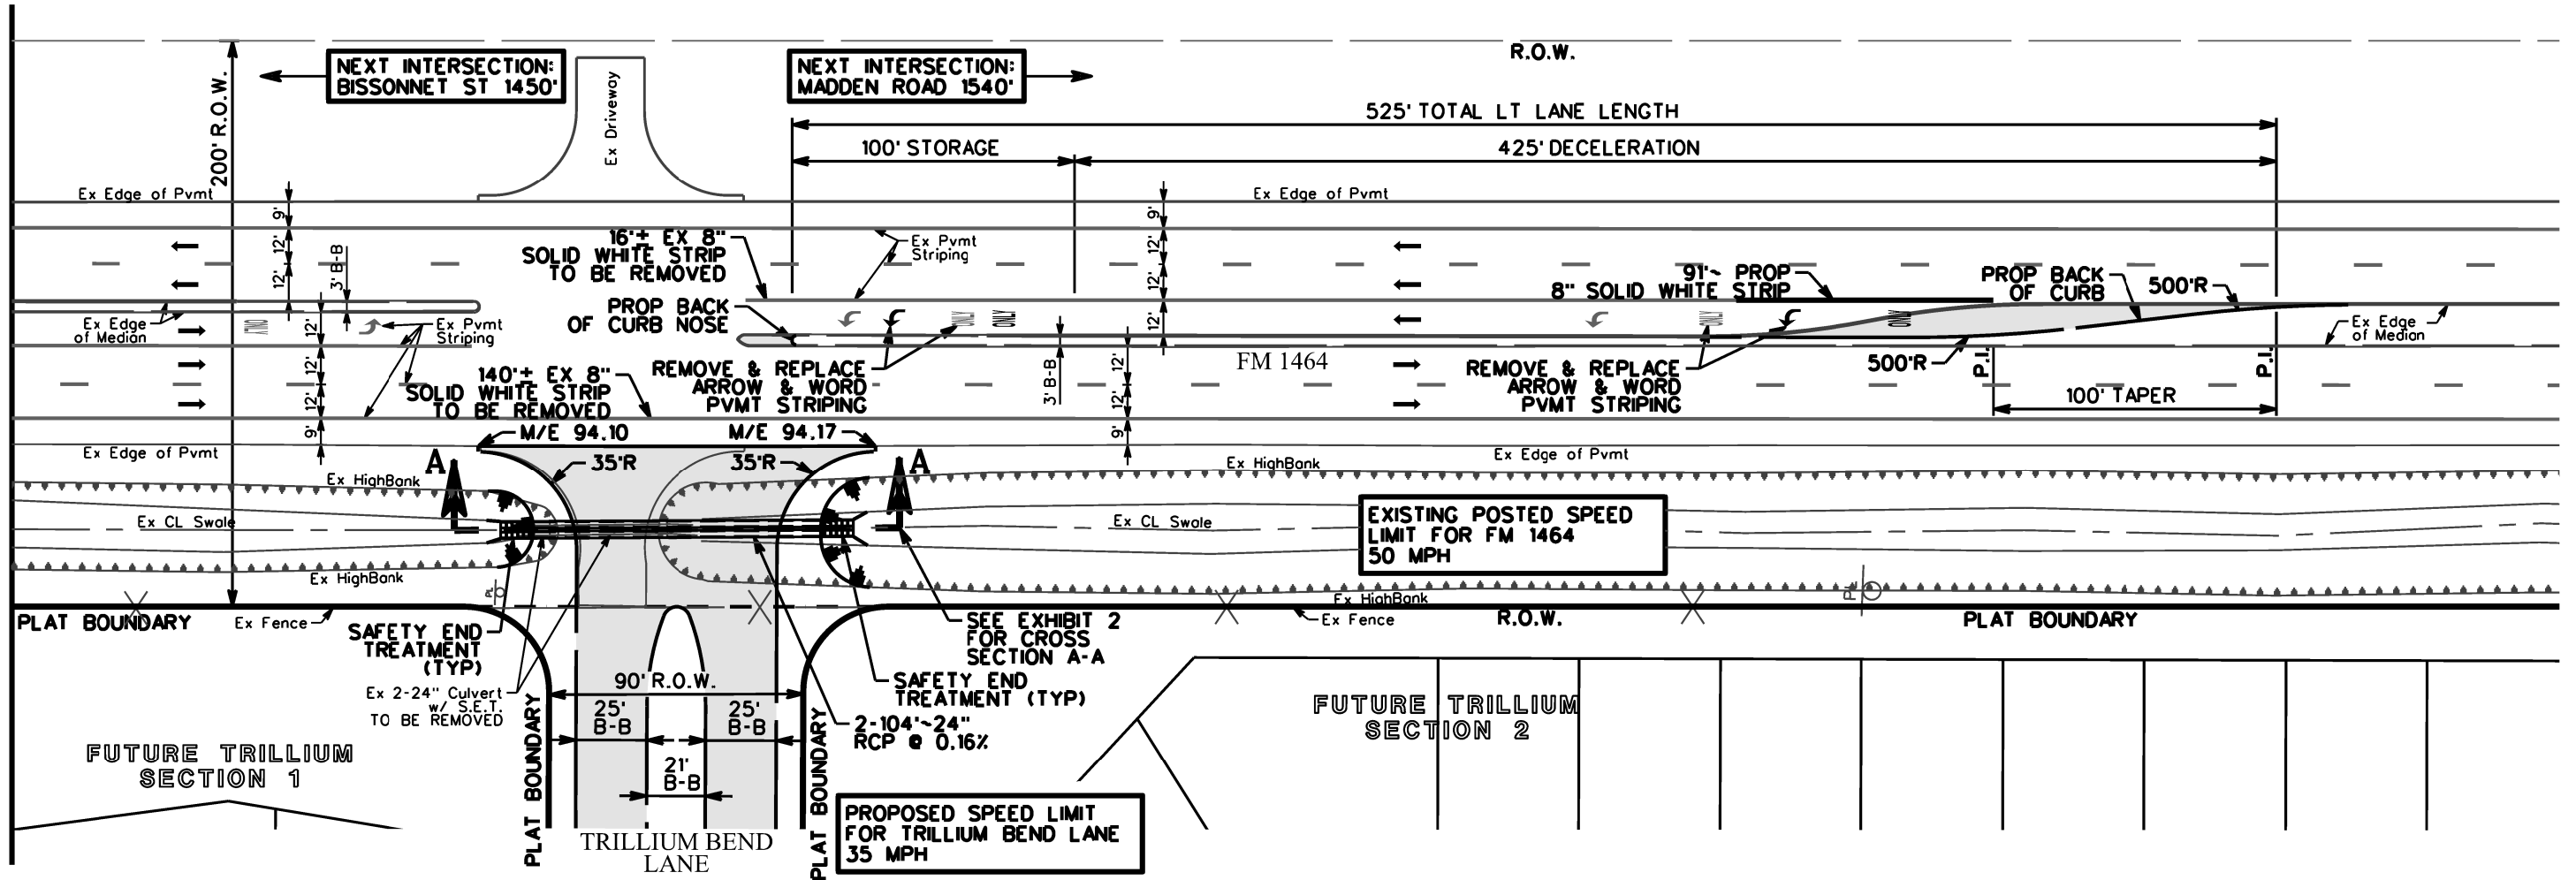 R.O.W.
NEXT INTERSECTION:
BISSONNET ST 1450'
NEXT INTERSECTION:
MADDEN ROAD 1540'
200' R.O.W.
Ex Driveway
525' TOTAL LT LANE LENGTH
100' STORAGE
425' DECELERATION
Ex Edge of Pvmt
Ex Edge of Pvmt
9'
12'
12'
3' B-B
9'
12'
12'
12'
16'± EX 8"
SOLID WHITE STRIP
TO BE REMOVED
Ex Pvmt
Striping
91'~ PROP
8" SOLID WHITE STRIP
PROP BACK
OF CURB
500'R
PROP BACK
OF CURB NOSE
Ex Edge
of Median
ONLY
Ex Pvmt
Striping
12'
12'
12'
9'
ONLY
ONLY
ONLY
ONLY
Ex Edge
of Median
FM 1464
500'R
P.I.
P.I.
140'± EX 8"
SOLID WHITE STRIP
TO BE REMOVED
REMOVE & REPLACE
ARROW & WORD
PVMT STRIPING
3' B-B
12'
12'
9'
REMOVE & REPLACE
ARROW & WORD
PVMT STRIPING
100' TAPER
M/E 94.10
M/E 94.17
Ex Edge of Pvmt
Ex Edge of Pvmt
A
35'R
35'R
A
Ex HighBank
Ex HighBank
Ex CL Swale
Ex CL Swale
EXISTING POSTED SPEED
LIMIT FOR FM 1464
50 MPH
Ex HighBank
Ex HighBank
PL
PL
PLAT BOUNDARY
Ex Fence
Ex Fence
R.O.W.
PLAT BOUNDARY
SAFETY END
TREATMENT
(TYP)
SEE EXHIBIT 2
FOR CROSS
SECTION A-A
Ex 2-24" Culvert
w/ S.E.T.
TO BE REMOVED
90' R.O.W.
SAFETY END
TREATMENT (TYP)
25'
B-B
25'
B-B
2-104'~24"
RCP @ 0.16%
21'
B-B
PLAT BOUNDARY
PLAT BOUNDARY
FUTURE TRILLIUM
SECTION 1
FUTURE TRILLIUM
SECTION 2
TRILLIUM BEND
LANE
PROPOSED SPEED LIMIT
FOR TRILLIUM BEND LANE
35 MPH